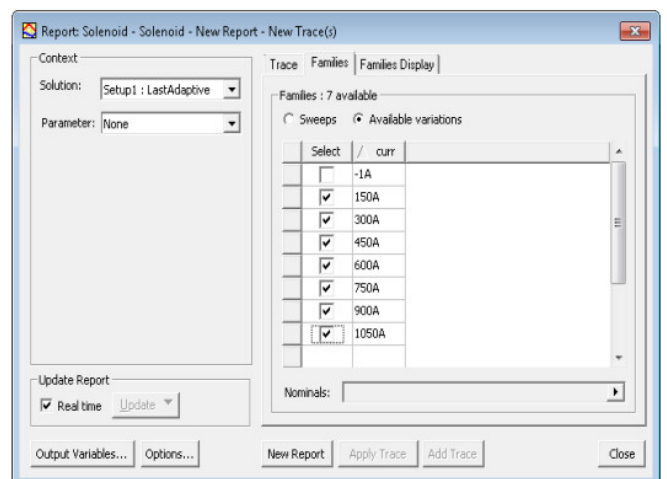 Report: Solenoid - Solenoid - New Report - New Trace(s)
Context
Solution: Setup1 : LastAdaptive
Parameter: None
Trace Families Families Display
Families : 7 available
Sweeps Available variations
Select / curr
-1A
150A
300A
450A
600A
750A
900A
1050A
Nominals:
Update Report
Real time Update
Output Variables... Options... New Report Apply Trace Add Trace Close